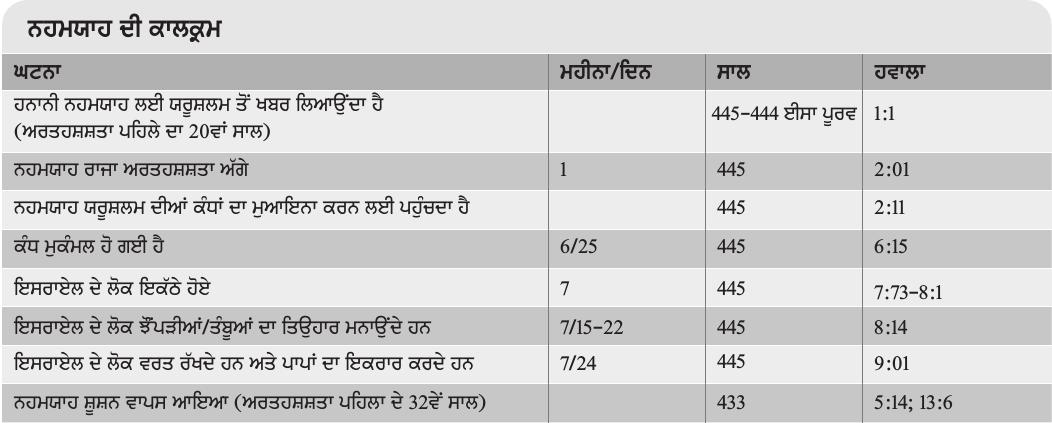 ਨਹਮਯਾਹ ਦੀ ਕਾਲਕ੍ਰਮ
ਘਟਨਾ ਮਹੀਨਾ/ਦਿਨ ਸਾਲ ਹਵਾਲਾ
ਹਨਾਨੀ ਨਹਮਯਾਹ ਲਈ ਯਰੂਸ਼ਲਮ ਤੋਂ ਖਬਰ ਲਿਆਉਂਦਾ ਹੈ
(ਅਰਤਹਸ਼ਸ਼ਤਾ ਪਹਿਲੇ ਦਾ 20ਵਾਂ ਸਾਲ) 445-444 ਈਸਾ ਪੂਰਵ 1:1
ਨਹਮਯਾਹ ਰਾਜਾ ਅਰਤਹਸ਼ਸ਼ਤਾ ਅੱਗੇ 1 445 2:01
ਨਹਮਯਾਹ ਯਰੂਸ਼ਲਮ ਦੀਆਂ ਕੰਧਾਂ ਦਾ ਮੁਆਇਨਾ ਕਰਨ ਲਈ ਪਹੁੰਚਦਾ ਹੈ 445 2:11
ਕੰਧ ਮੁਕੰਮਲ ਹੋ ਗਈ ਹੈ 6/25 445 6:15
ਇਸਰਾਏਲ ਦੇ ਲੋਕ ਇਕੱਠੇ ਹੋਏ 7 445 7:73-8:1
ਇਸਰਾਏਲ ਦੇ ਲੋਕ ਝੌਂਪੜੀਆਂ/ਤੰਬੂਆਂ ਦਾ ਤਿਉਹਾਰ ਮਨਾਉਂਦੇ ਹਨ 7/15-22 445 8:14
ਇਸਰਾਏਲ ਦੇ ਲੋਕ ਵਰਤ ਰੱਖਦੇ ਹਨ ਅਤੇ ਪਾਪਾਂ ਦਾ ਇਕਰਾਰ ਕਰਦੇ ਹਨ 7/24 445 9:01
ਨਹਮਯਾਹ ਸ਼ੂਸ਼ਨ ਵਾਪਸ ਆਇਆ (ਅਰਤਹਸ਼ਸ਼ਤਾ ਪਹਿਲਾ ਦੇ 32ਵੇਂ ਸਾਲ) 433 5:14; 13:6